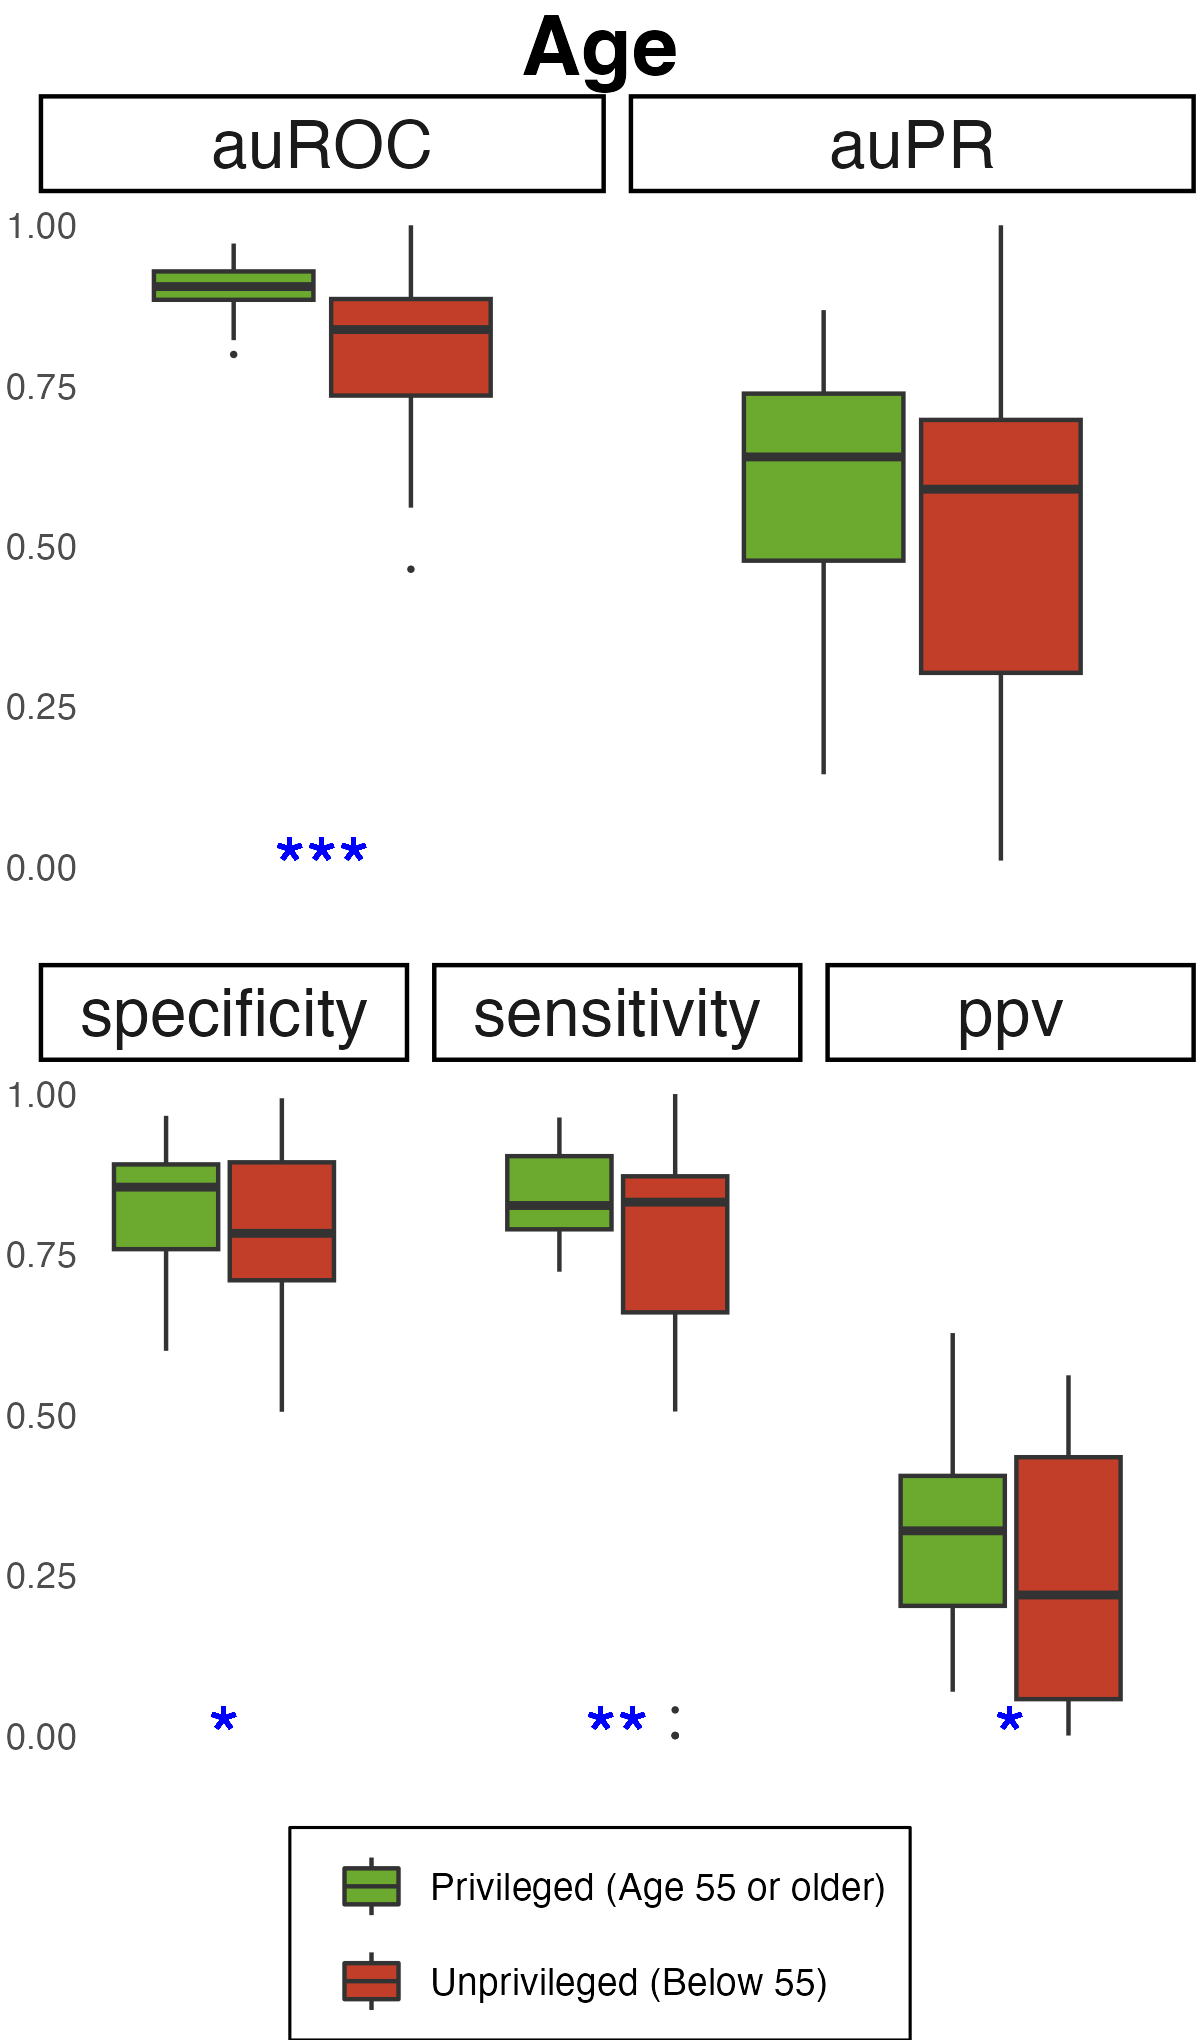 Age
auROC auPR
1.00
0.75
0.50
0.25
0.00
***
specificity sensitivity ppv
1.00
0.75
0.50
0.25
0.00
* ** *
Privileged (Age 55 or older)
Unprivileged (Below 55)